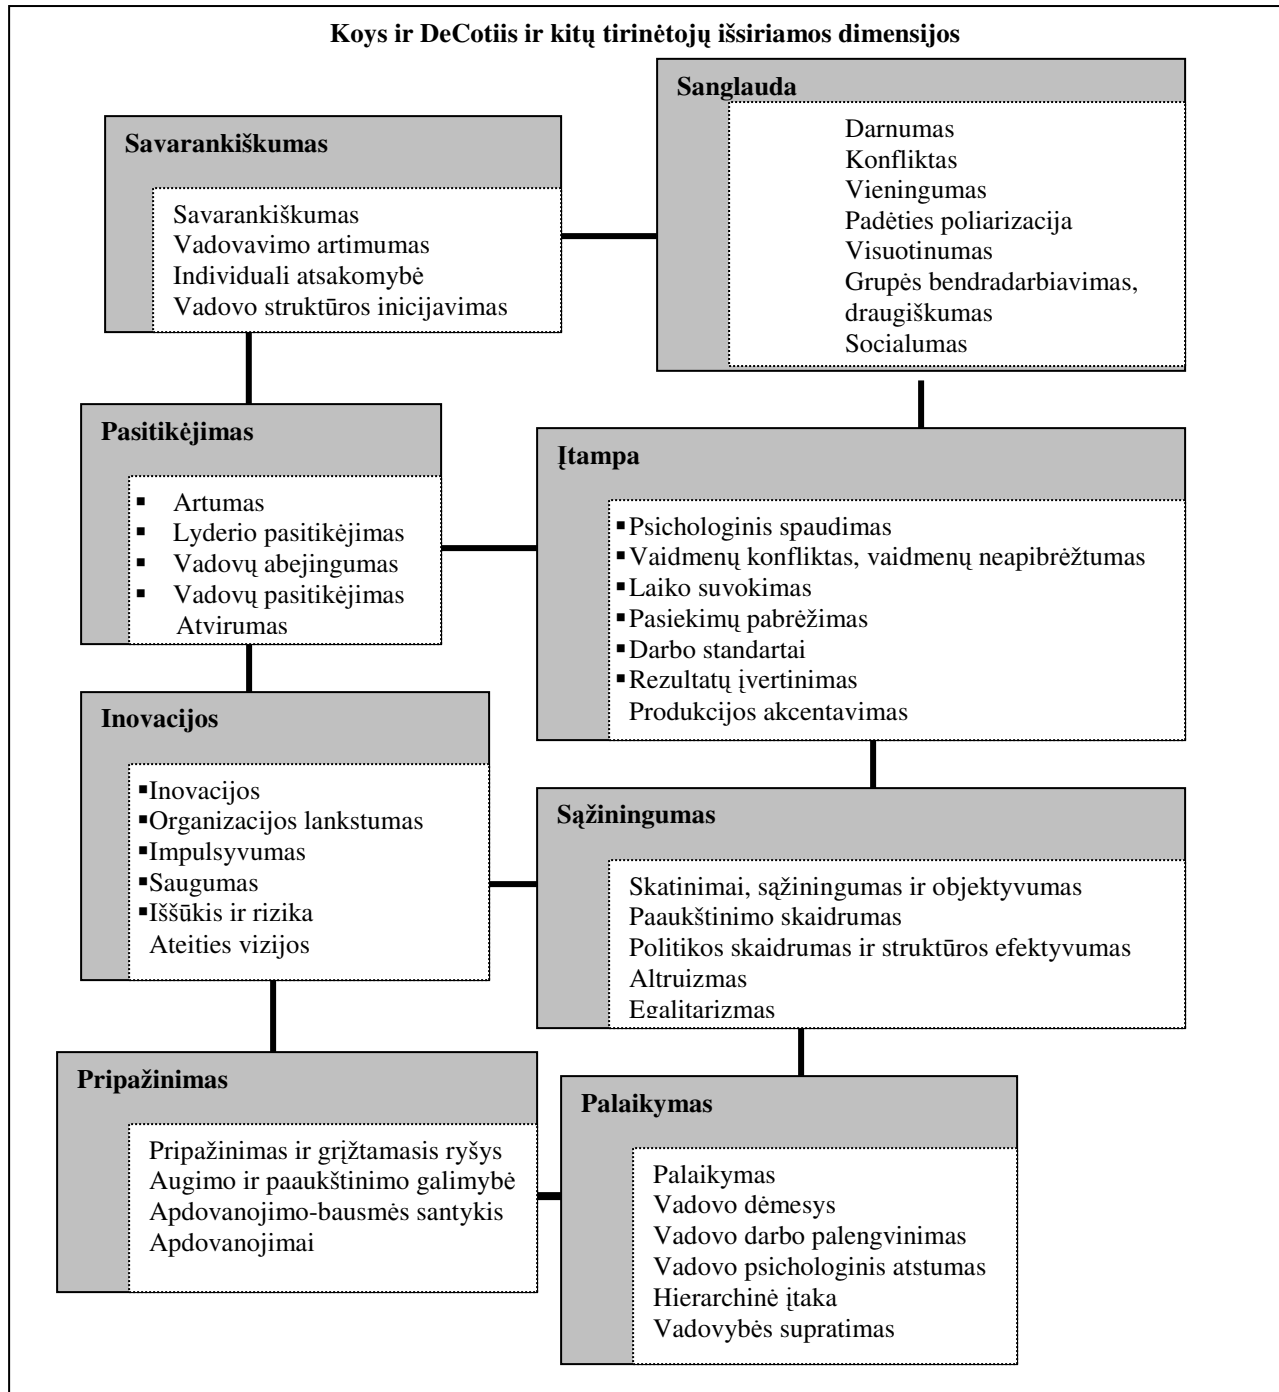 Koys ir DeCotiis ir kitų tirinėtojų išsiriamos dimensijos
Savarankiškumas
Savarankiškumas
Vadovavimo artimumas
Individuali atsakomybė
Vadovo struktūros inicijavimas
Sanglauda
Darnumas
Konfliktas
Vieningumas
Padėties poliarizacija
Visuotinumas
Grupės bendradarbiavimas,
draugiškumas
Socialumas
Pasitikėjimas
▪ Artumas
▪ Lyderio pasitikėjimas
▪ Vadovų abejingumas
▪ Vadovų pasitikėjimas
Atvirumas
Įtampa
▪Psichologinis spaudimas
▪Vaidmenų konfliktas, vaidmenų neapibrėžtumas
▪Laiko suvokimas
▪Pasiekimų pabrėžimas
▪Darbo standartai
▪Rezultatų įvertinimas
Produkcijos akcentavimas
Inovacijos
▪Inovacijos
▪Organizacijos lankstumas
▪Impulsyvumas
▪Saugumas
▪Iššūkis ir rizika
Ateities vizijos
Sąžiningumas
Skatinimai, sąžiningumas ir objektyvumas
Paaukštinimo skaidrumas
Politikos skaidrumas ir struktūros efektyvumas
Altruizmas
Egalitarizmas
Pripažinimas
Pripažinimas ir grįžtamasis ryšys
Augimo ir paaukštinimo galimybė
Apdovanojimo-bausmės santykis
Apdovanojimai
Palaikymas
Palaikymas
Vadovo dėmesys
Vadovo darbo palengvinimas
Vadovo psichologinis atstumas
Hierarchinė įtaka
Vadovybės supratimas